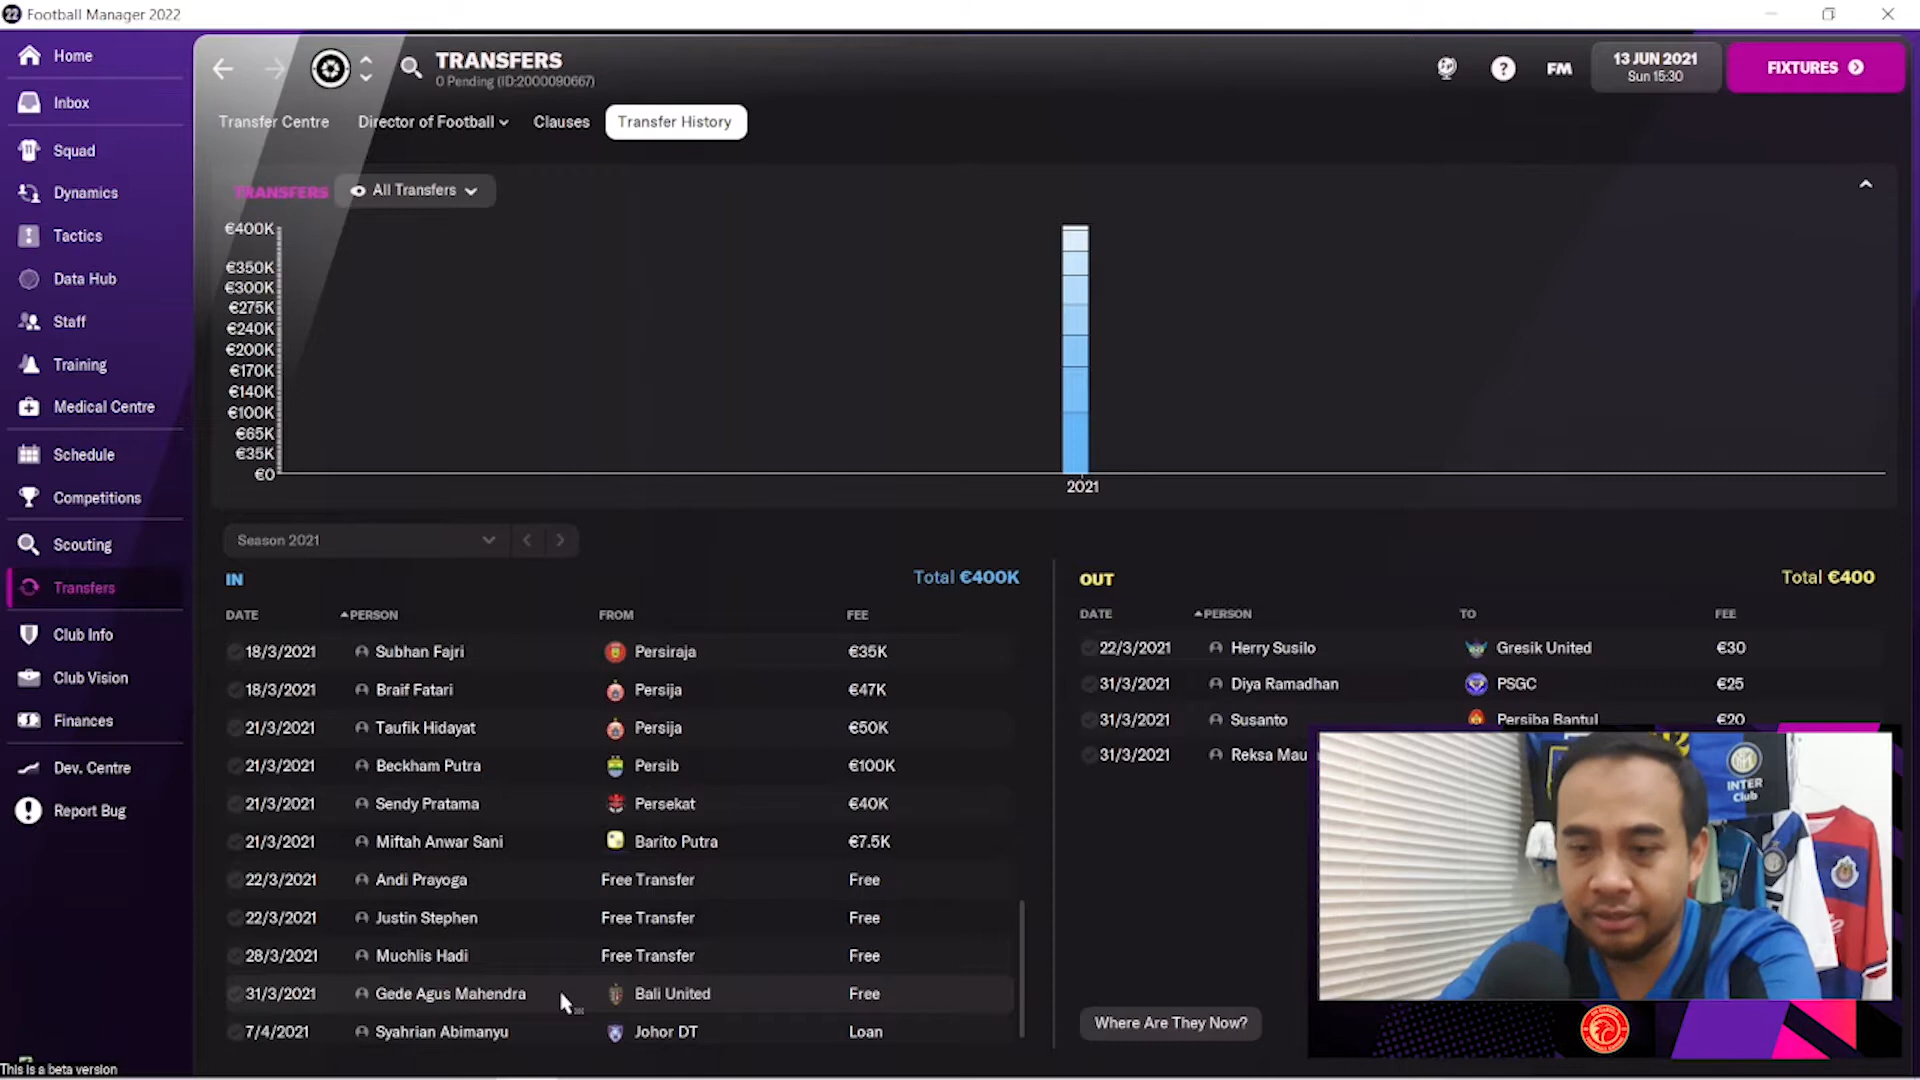 Football Manager 2022
Home
Inbox
Squad
Dynamics
Tactics
Data Hub
Staff
Training
Medical Centre
Schedule
Competitions
Scouting
Transfers
Club Info
Club Vision
Finances
Dev. Centre
Report Bug
This is a beta version
TRANSFERS
0 Pending (ID:2000090667)
FM
13 JUN 2021
Sun 15:30
FIXTURES
Transfer Centre Director of Football Clauses Transfer History
TRANSFERS All Transfers
€400K
€350K
€300K
€275K
€240K
€200K
€170K
€140K
€100K
€65K
€35K
€0
2021
Season 2021
IN Total €400K
DATE PERSON FROM FEE
18/3/2021 Subhan Fajri Persiraja €35K
18/3/2021 Braif Fatari Persija €47K
21/3/2021 Taufik Hidayat Persija €50K
21/3/2021 Beckham Putra Persib €100K
21/3/2021 Sendy Pratama Persekat €40K
21/3/2021 Miftah Anwar Sani Barito Putra €7.5K
22/3/2021 Andi Prayoga Free Transfer Free
22/3/2021 Justin Stephen Free Transfer Free
28/3/2021 Muchlis Hadi Free Transfer Free
31/3/2021 Gede Agus Mahendra Bali United Free
7/4/2021 Syahrian Abimanyu Johor DT Loan
OUT Total €400
DATE PERSON TO FEE
22/3/2021 Herry Susilo Gresik United €30
31/3/2021 Diya Ramadhan PSGC €25
31/3/2021 Susanto Persiba Bantul €20
31/3/2021 Reksa Mau
Where Are They Now?
INTER
Club